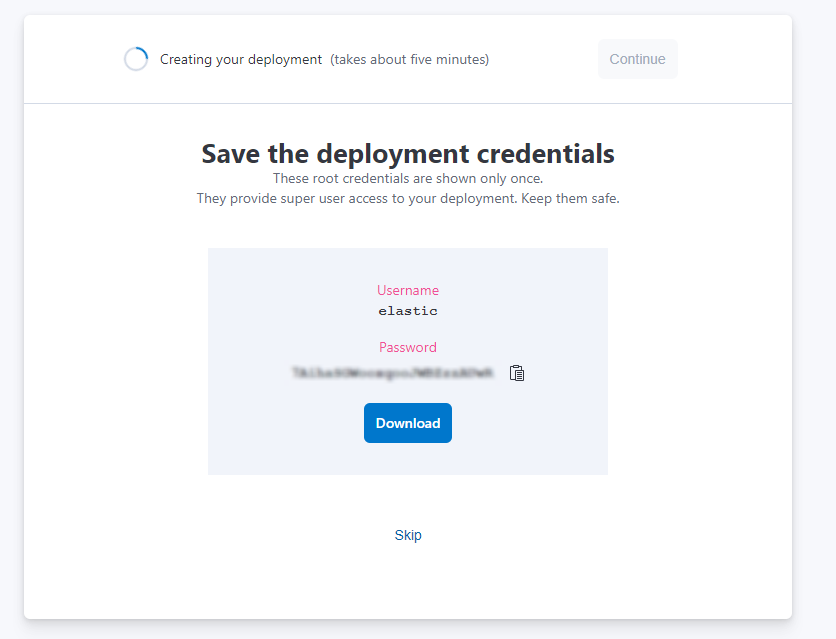 Creating your deployment (takes about five minutes)
Continue
Save the deployment credentials
These root credentials are shown only once.
They provide super user access to your deployment. Keep them safe.
Username
elastic
Password
Download
Skip